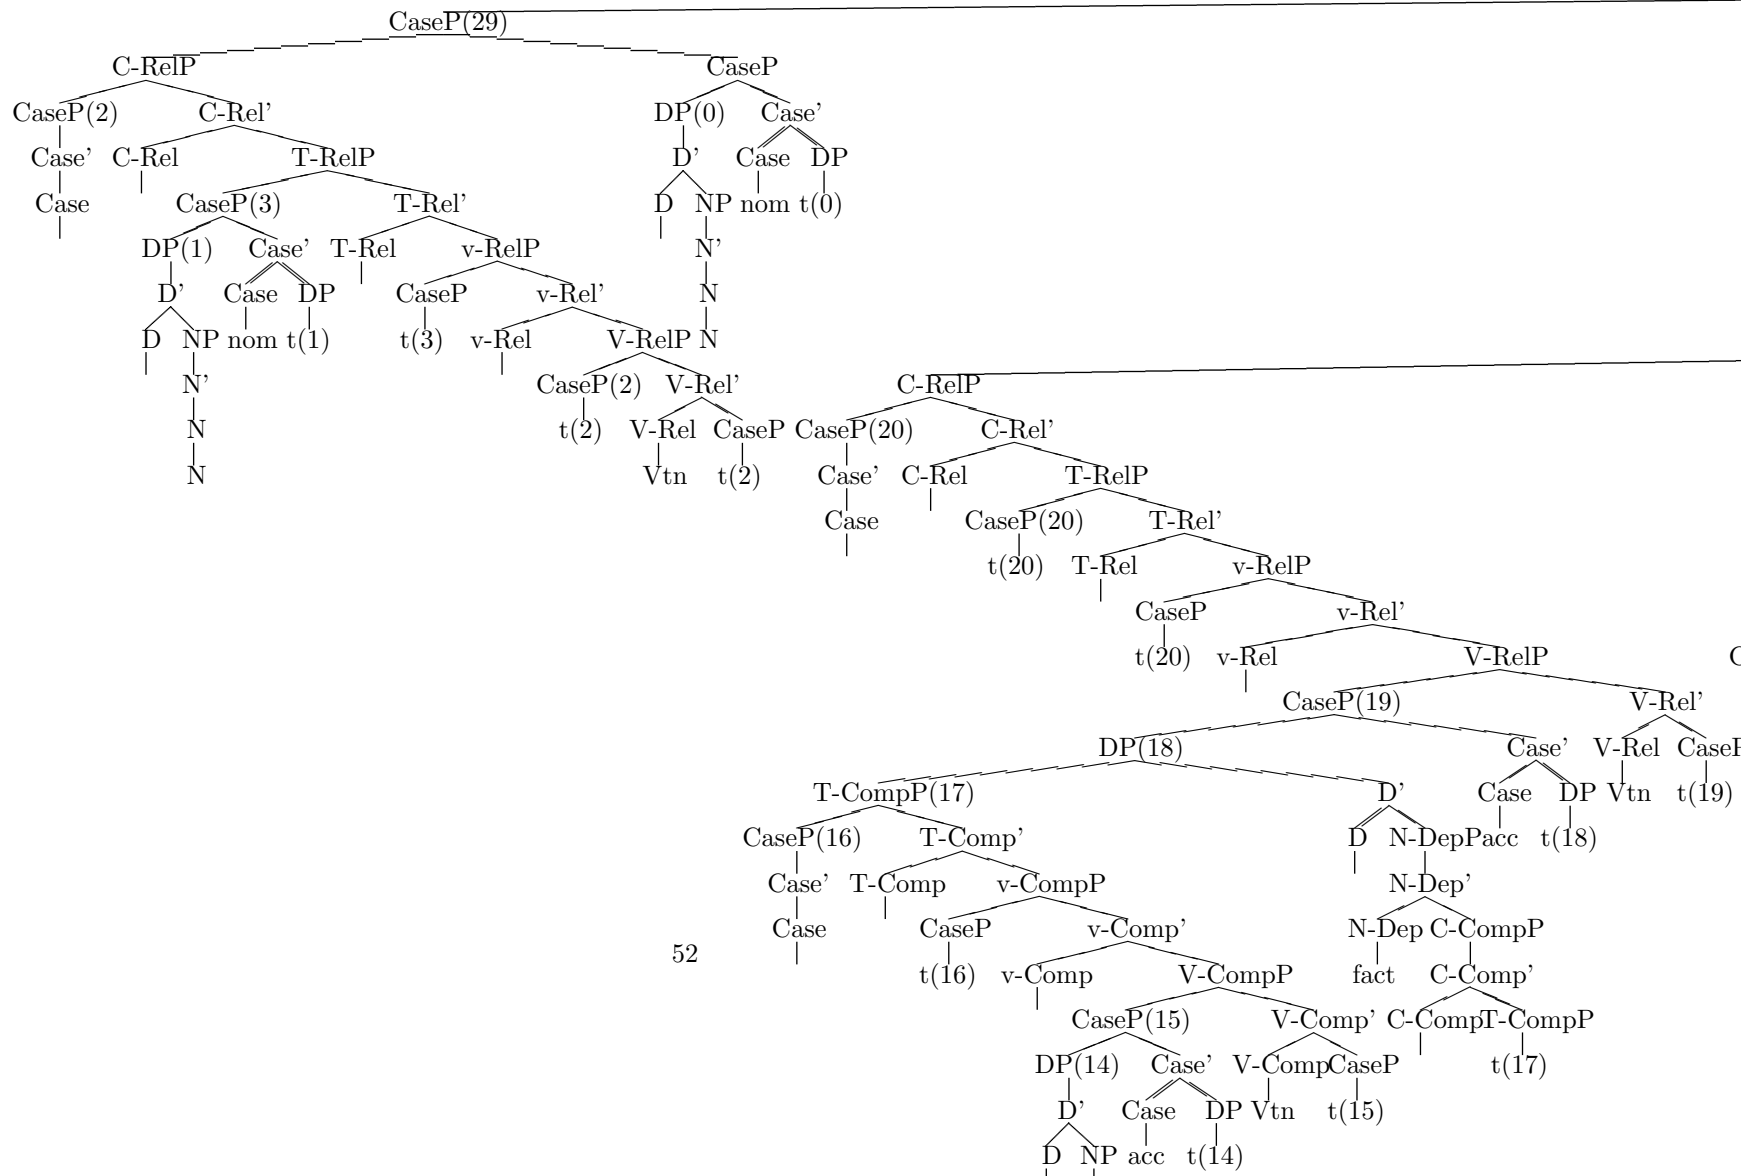 CaseP(29)
C-RelP CaseP
CaseP(2) C-Rel' DP(0) Case'
Case' C-Rel T-RelP D' Case DP
Case CaseP(3) T-Rel' D NP nom t(0)
DP(1) Case' T-Rel v-RelP N'
D' Case DP CaseP v-Rel' N
D NP nom t(1) t(3) v-Rel V-RelP N
N' CaseP(2) V-Rel' C-RelP
N t(2) V-Rel CaseP CaseP(20) C-Rel'
N Vtn t(2) Case' C-Rel T-RelP
Case CaseP(20) T-Rel'
t(20) T-Rel v-RelP
CaseP v-Rel'
t(20) v-Rel V-RelP
CaseP(19) V-Rel'
DP(18) Case' V-Rel CaseP
T-CompP(17) D' Case DP Vtn t(19)
CaseP(16) T-Comp' D N-DepP acc t(18)
Case' T-Comp v-CompP N-Dep'
Case CaseP v-Comp' N-Dep C-CompP
52
t(16) v-Comp V-CompP fact C-Comp'
CaseP(15) V-Comp' C-Comp T-CompP
DP(14) Case' V-Comp CaseP t(17)
D' Case DP Vtn t(15)
D NP acc t(14)